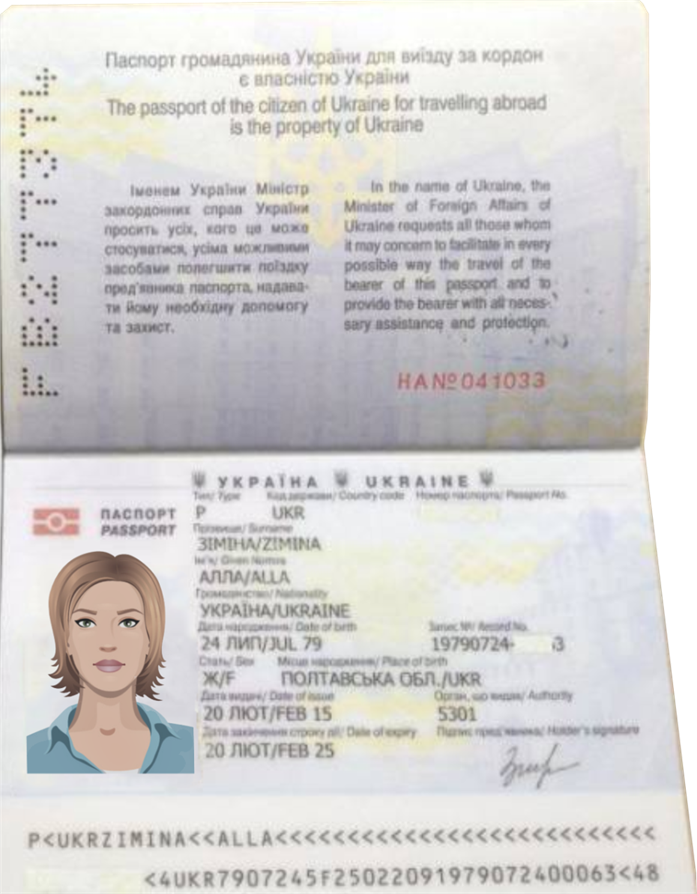 Паспорт громадянина України для виїзду за кордон
є власністю України
The passport of the citizen of Ukraine for travelling abroad
is the property of Ukraine
Іменем України Міністр
закордонних справ України
просить усіх, кого це може
стосуватися, усіма можливими
засобами полегшити поїздку
пред'явника паспорта, надава-
ти йому необхідну допомогу
та захист.
In the name of Ukraine, the
Minister of Foreign Affairs of
Ukraine requests all those whom
it may concern to facilitate in every
possible way the travel of the
bearer of this passport and to
provide the bearer with all neces-
sary assistance and protection.
НА№041033
УКРАЇНА UKRAINE
Тип/ Type Код держави/ Country code Номер паспорта/ Passport No.
ПАСПОРТ P UKR
PASSPORT
Прізвище/ Surname
ЗІМІНА/ZIMINA
Ім'я/ Given Names
АЛЛА/ALLA
Громадянство/ Nationality
УКРАЇНА/UKRAINE
Дата народження/ Date of birth Запис №/ Record No.
24 ЛИП/JUL 79 19790724- 3
Стать/ Sex Місце народження/ Place of birth
Ж/F ПОЛТАВСЬКА ОБЛ./UKR
Дата видачі/ Date of issue Орган, що видав/ Authority
20 ЛЮТ/FEB 15 5301
Дата закінчення строку дії/ Date of expiry Підпис пред'явника/ Holder's signature
20 ЛЮТ/FEB 25
P<UKRZIMINA<<ALLA<<<<<<<<<<<<<<<<<<<<<<<<<<<
<4UKR7907245F2502209197907240063<48